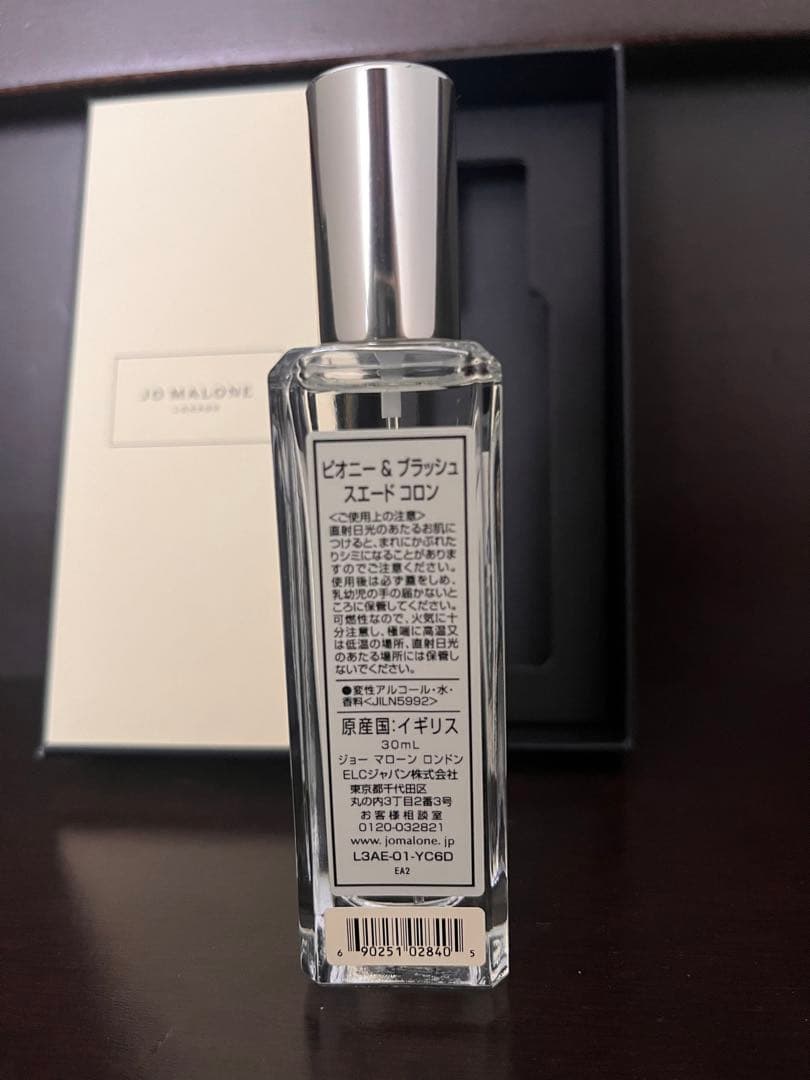 JO MALONE
LONDON
ピオニー & ブラッシュ
スエード コロン
<ご使用上の注意>
直射日光のあたるお肌に
つけると、まれにかぶれた
りシミになることがありま
すのでご注意ください。
使用後は必ず蓋をしめ、
乳幼児の手の届かないと
ころに保管してください。
可燃性なので、火気に十
分注意し、極端に高温又
は低温の場所、直射日光
のあたる場所には保管し
ないでください。
●変性アルコール・水・
香料<JILN5992>
原産国:イギリス
30mL
ジョー マローン ロンドン
ELCジャパン株式会社
東京都千代田区
丸の内3丁目2番3号
お客様相談室
0120-032821
www.jomalone.jp
L3AE-01-YC6D
EA2
6 90251 02840 5